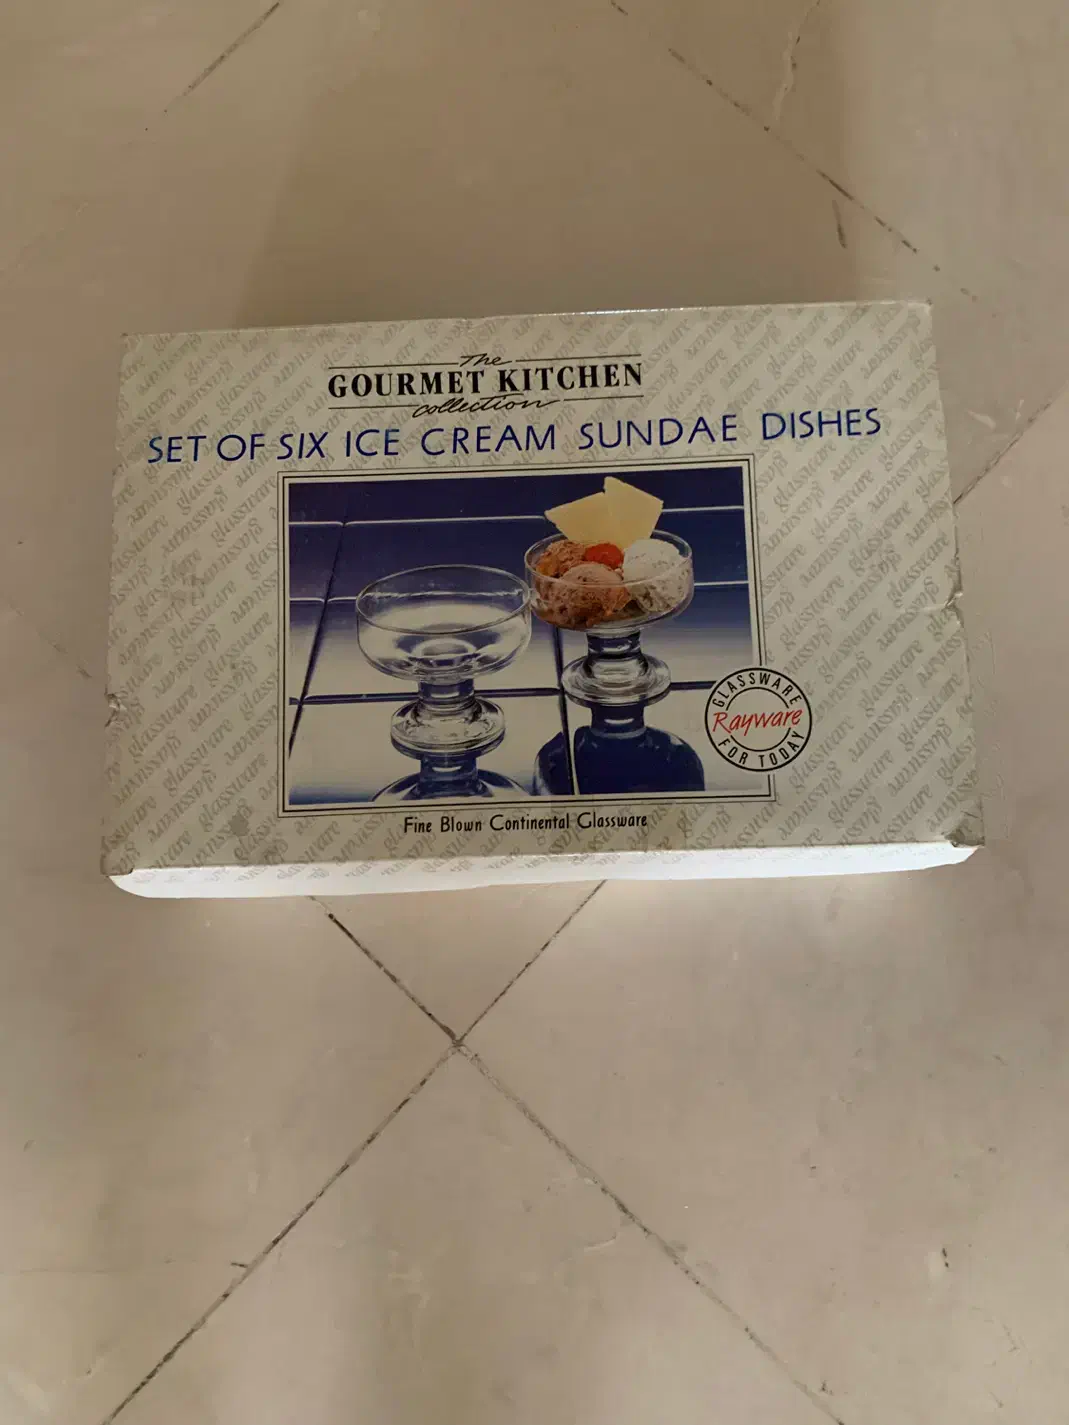 The
GOURMET KITCHEN
collection
SET OF SIX ICE CREAM SUNDAE DISHES
GLASSWARE
Rayware
FOR TODAY
Fine Blown Continental Glassware